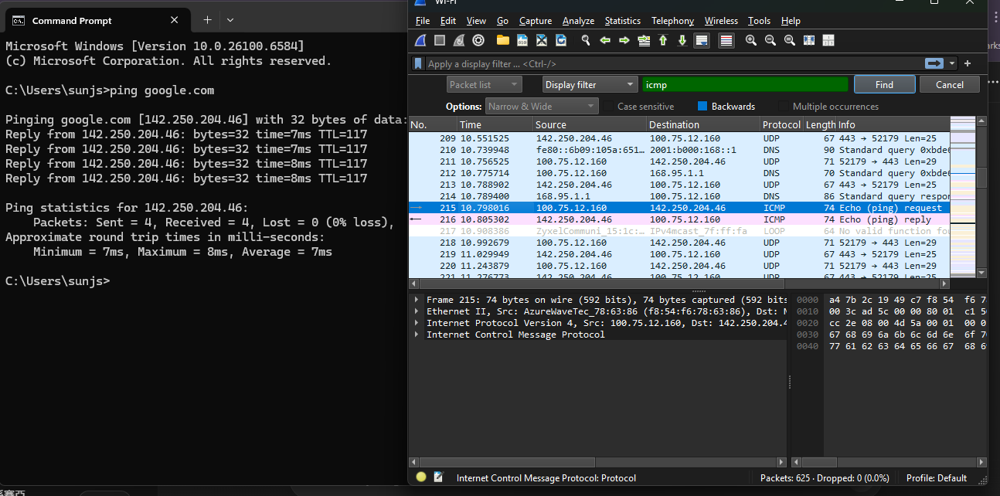 Command Prompt
Microsoft Windows [Version 10.0.26100.6584]
(c) Microsoft Corporation. All rights reserved.
C:\Users\sunjs>ping google.com
Pinging google.com [142.250.204.46] with 32 bytes of data:
Reply from 142.250.204.46: bytes=32 time=7ms TTL=117
Reply from 142.250.204.46: bytes=32 time=7ms TTL=117
Reply from 142.250.204.46: bytes=32 time=8ms TTL=117
Reply from 142.250.204.46: bytes=32 time=8ms TTL=117
Ping statistics for 142.250.204.46:
Packets: Sent = 4, Received = 4, Lost = 0 (0% loss),
Approximate round trip times in milli-seconds:
Minimum = 7ms, Maximum = 8ms, Average = 7ms
C:\Users\sunjs>
Wi-Fi
File Edit View Go Capture Analyze Statistics Telephony Wireless Tools Help
Apply a display filter … <Ctrl-/>
Packet list Display filter icmp Find Cancel
Options: Narrow & Wide Case sensitive Backwards Multiple occurrences
No. Time Source Destination Protocol Length Info
209 10.551525 142.250.204.46 100.75.12.160 UDP 67 443 → 52179 Len=25
210 10.739948 fe80::6b09:105a:651… 2001:b000:168::1 DNS 90 Standard query 0xbde
211 10.756525 100.75.12.160 142.250.204.46 UDP 71 52179 → 443 Len=29
212 10.775714 100.75.12.160 168.95.1.1 DNS 70 Standard query 0xbde
213 10.788902 142.250.204.46 100.75.12.160 UDP 67 443 → 52179 Len=25
214 10.789400 168.95.1.1 100.75.12.160 DNS 86 Standard query respon
215 10.798016 100.75.12.160 142.250.204.46 ICMP 74 Echo (ping) request
216 10.805302 142.250.204.46 100.75.12.160 ICMP 74 Echo (ping) reply
217 10.908386 ZyxelCommuni_15:1c:… IPv4mcast_7f:ff:fa LOOP 64 No valid function fou
218 10.992679 100.75.12.160 142.250.204.46 UDP 71 52179 → 443 Len=29
219 11.029949 142.250.204.46 100.75.12.160 UDP 67 443 → 52179 Len=25
220 11.243879 100.75.12.160 142.250.204.46 UDP 71 52179 → 443 Len=29
221 11.276773 142.250.204.46 100.75.12.160 UDP 67 443 → 52179 Len=25
Frame 215: 74 bytes on wire (592 bits), 74 bytes captured (592 bits
Ethernet II, Src: AzureWaveTec_78:63:86 (f8:54:f6:78:63:86), Dst:
Internet Protocol Version 4, Src: 100.75.12.160, Dst: 142.250.204.4
Internet Control Message Protocol
0000 a4 7b 2c 19 49 c7 f8 54 f6 7
0010 00 3c ad 5c 00 00 80 01 c1 5
0020 cc 2e 08 00 4d 5a 00 01 00 0
0030 67 68 69 6a 6b 6c 6d 6e 6f 7
0040 77 61 62 63 64 65 66 67 68 6
Internet Control Message Protocol: Protocol
Packets: 625 · Dropped: 0 (0.0%)
Profile: Default